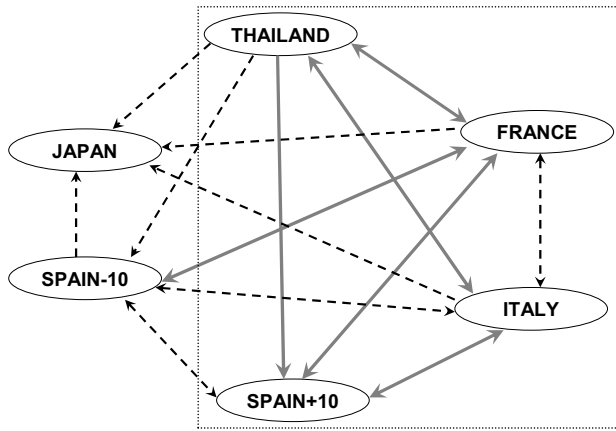 THAILAND
FRANCE
JAPAN
SPAIN-10
ITALY
SPAIN+10